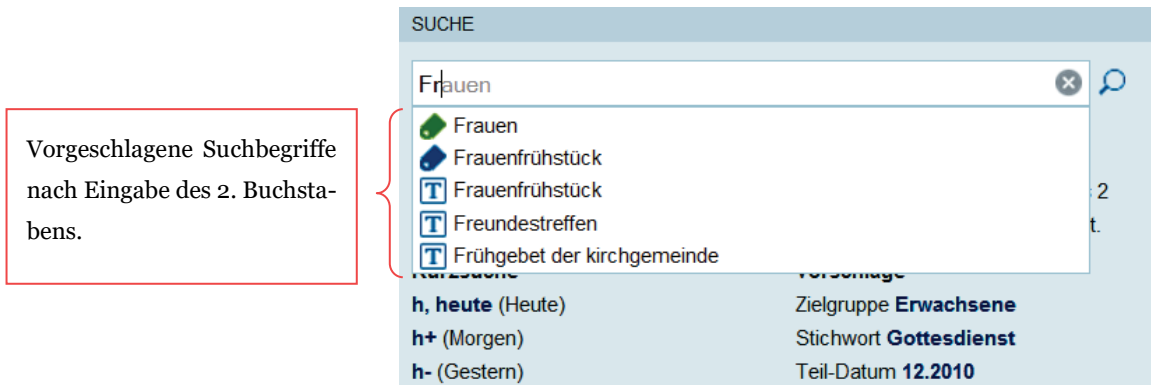 SUCHE
Frauen
Vorgeschlagene Suchbegriffe
nach Eingabe des 2. Buchsta-
bens.
Frauen
Frauenfrühstück
T Frauenfrühstück
T Freundestreffen
T Frühgebet der kirchgemeinde
2
t.
Kurzsuche Vorschläge
h, heute (Heute) Zielgruppe Erwachsene
h+ (Morgen) Stichwort Gottesdienst
h- (Gestern) Teil-Datum 12.2010